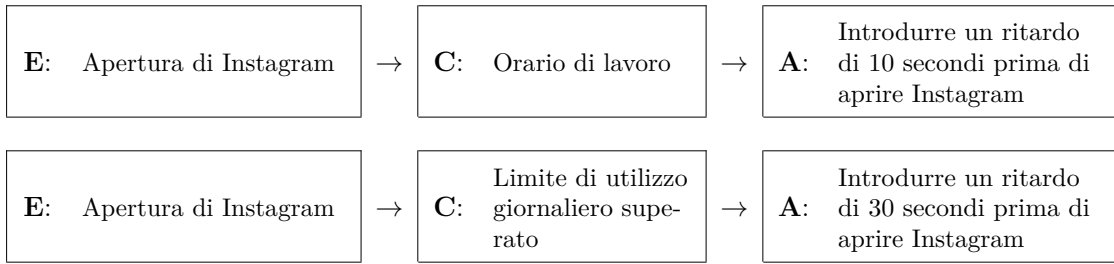 Introdurre un ritardo
E: Apertura di Instagram → C: Orario di lavoro → A: di 10 secondi prima di
aprire Instagram
Limite di utilizzo Introdurre un ritardo
E: Apertura di Instagram → C: giornaliero supe- → A: di 30 secondi prima di
rato aprire Instagram